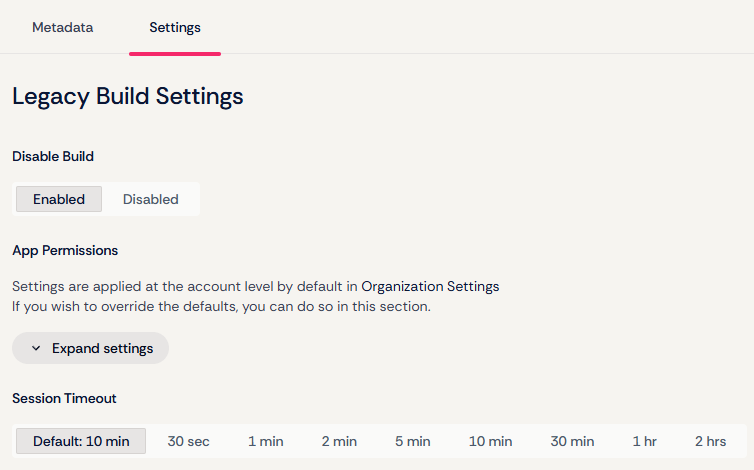 Metadata Settings
Legacy Build Settings
Disable Build
Enabled Disabled
App Permissions
Settings are applied at the account level by default in Organization Settings
If you wish to override the defaults, you can do so in this section.
Expand settings
Session Timeout
Default: 10 min 30 sec 1 min 2 min 5 min 10 min 30 min 1 hr 2 hrs